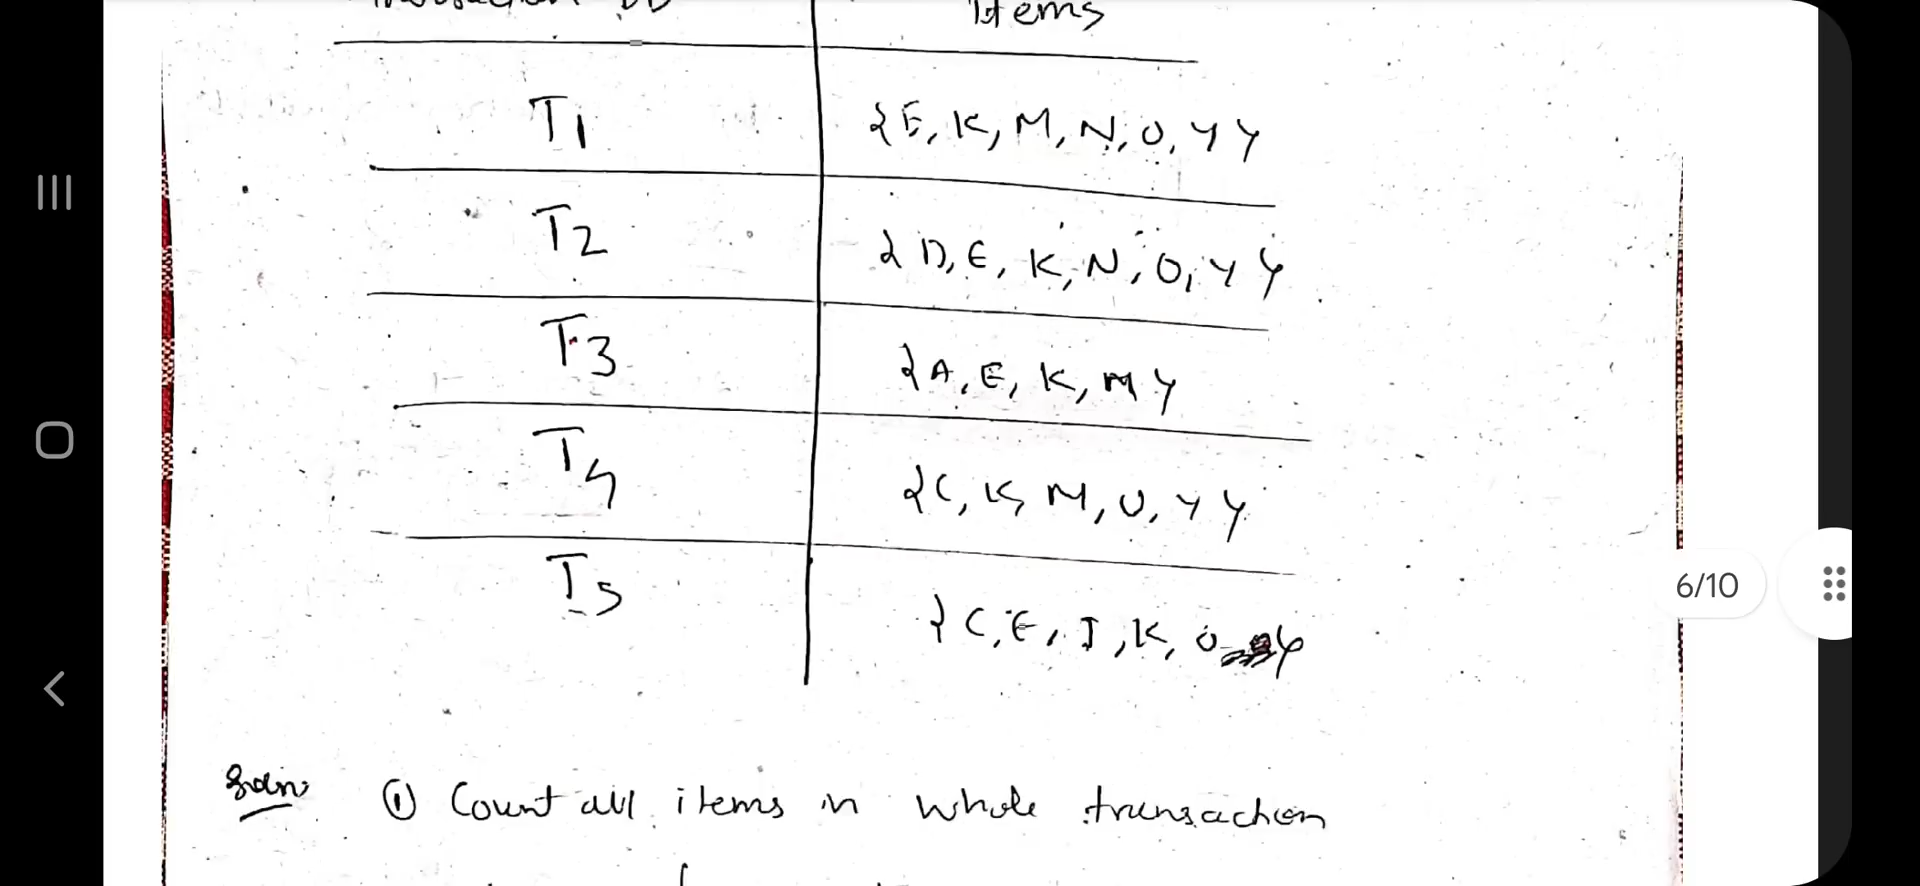 Items
T1 {E, K, M, N, O, Y}
T2 {D, E, K, N, O, Y}
T3 {A, E, K, M}
T4 {C, K, M, U, Y}
T5 {C, E, I, K, O}
6/10
Soln: ① Count all items in whole transaction